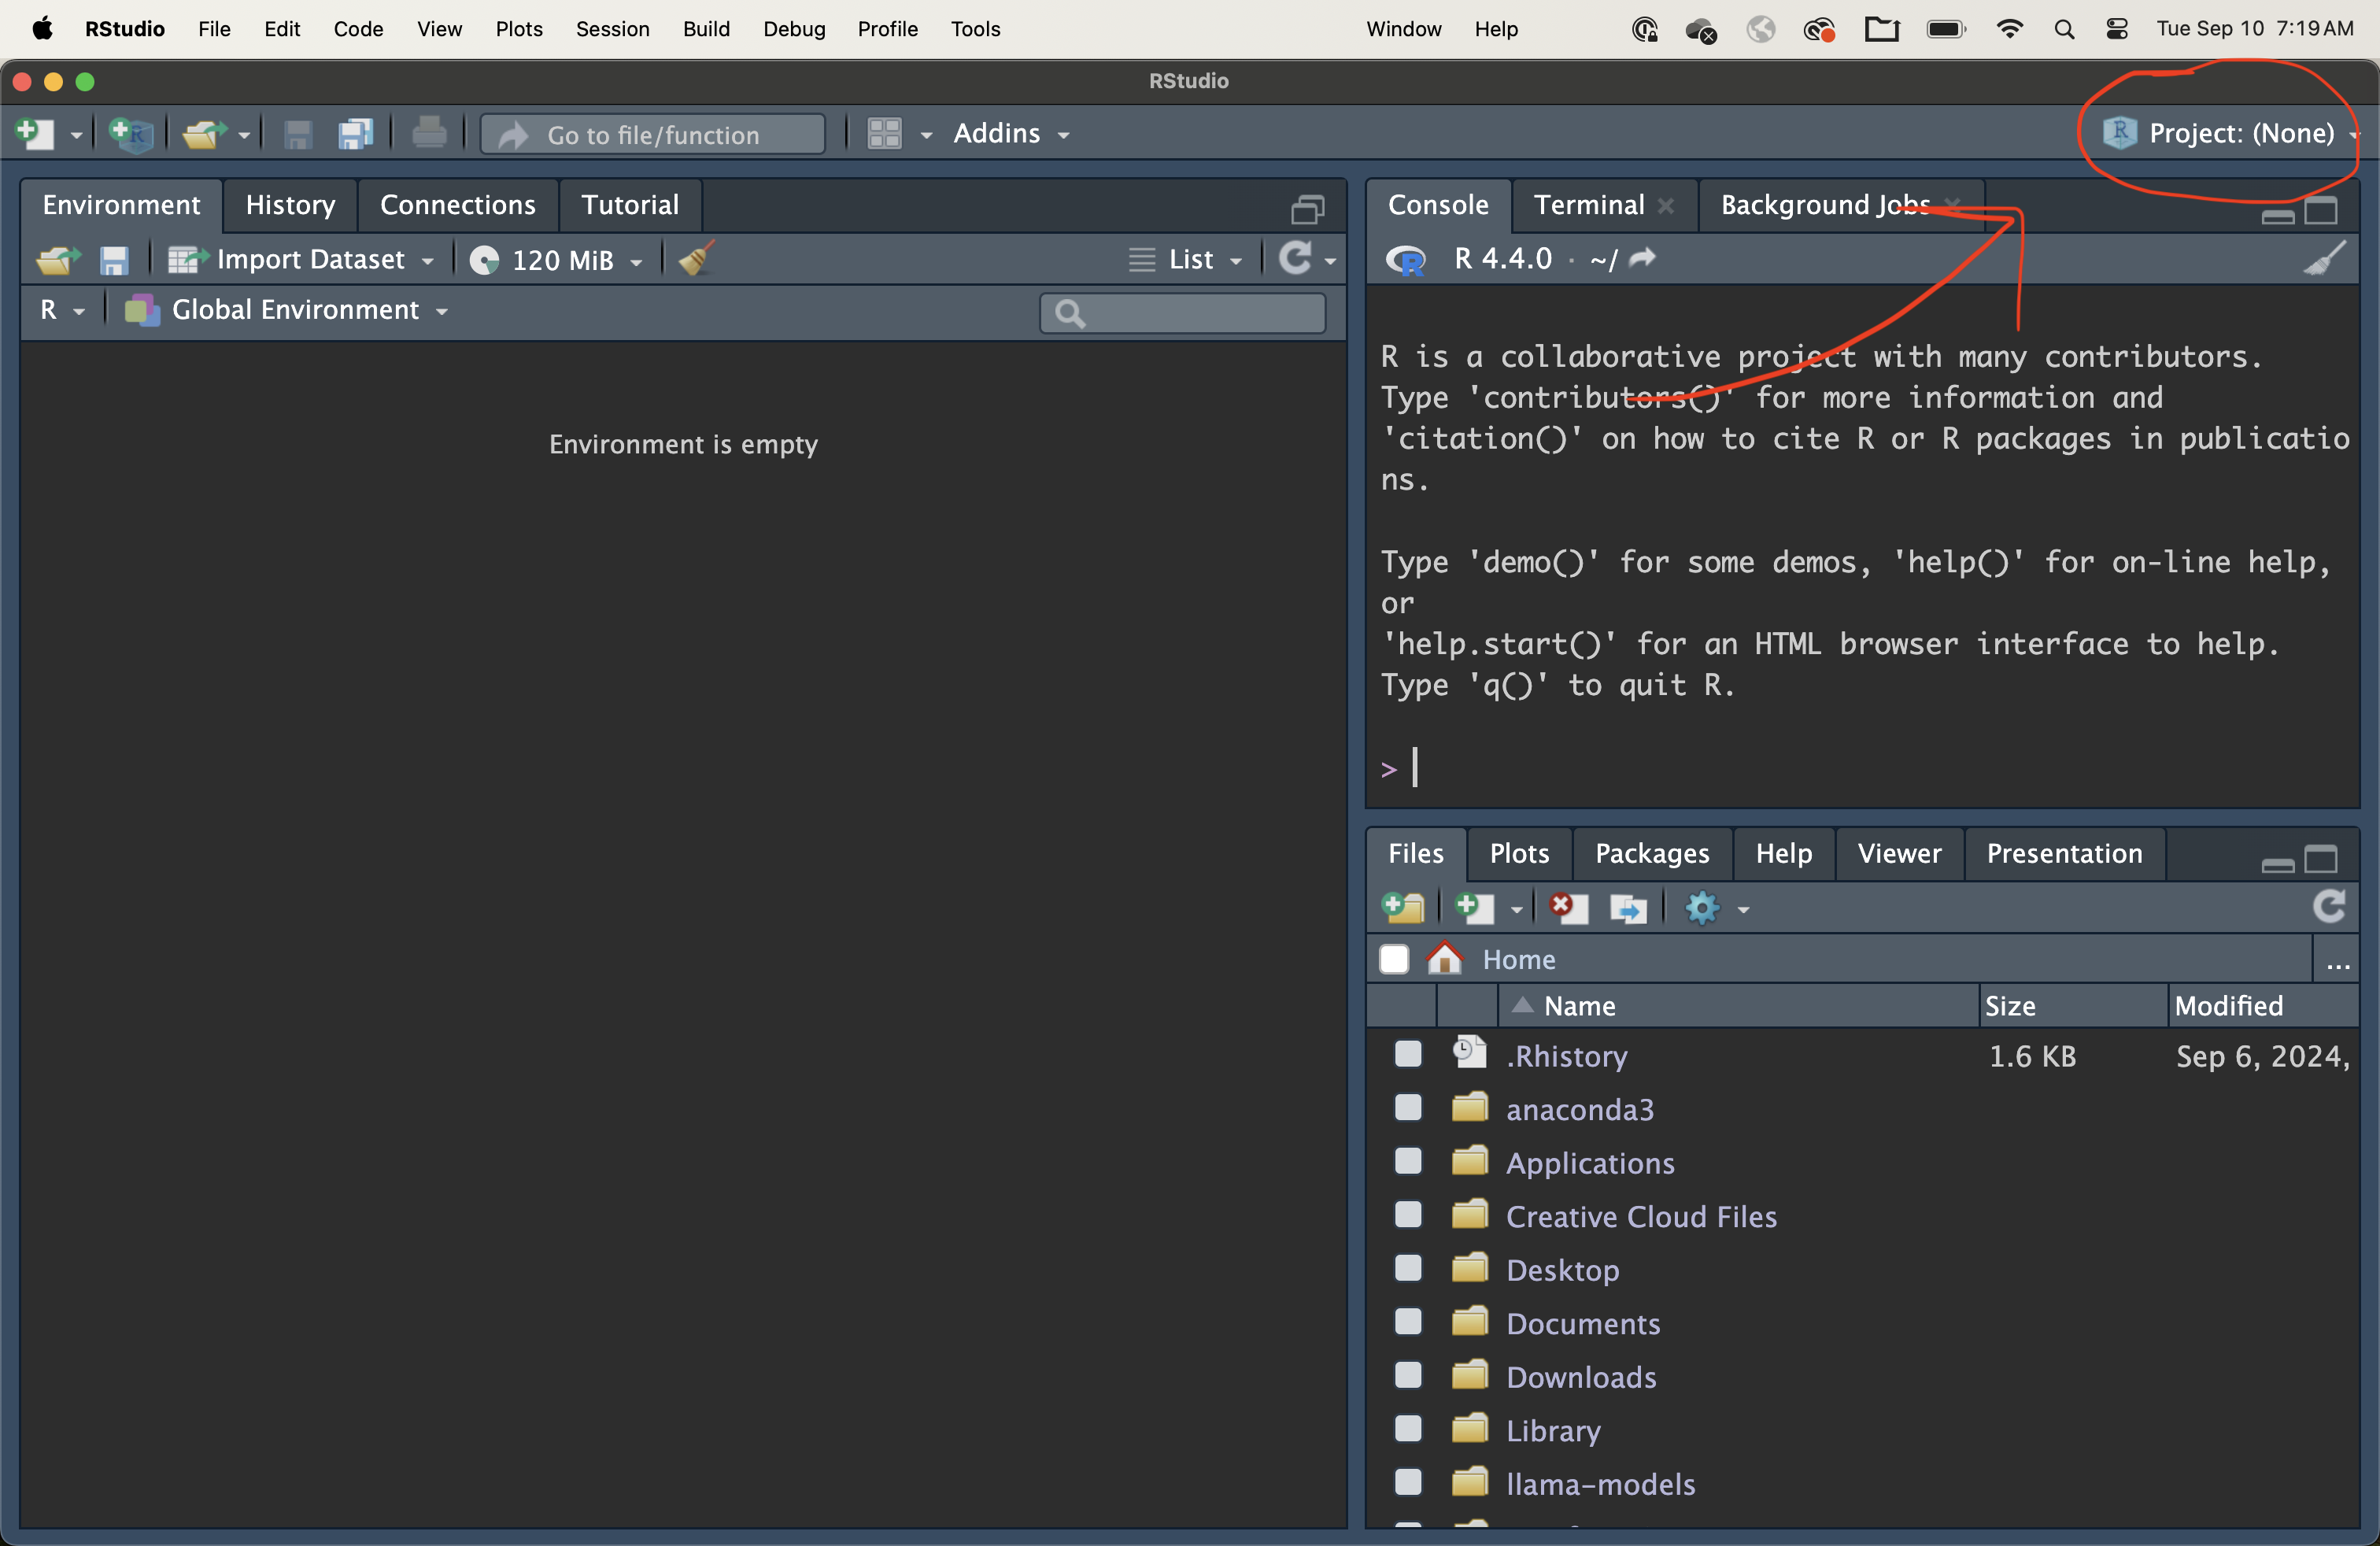 RStudio File Edit Code View Plots Session Build Debug Profile Tools Window Help Tue Sep 10 7:19 AM
RStudio
Go to file/function Addins Project: (None)
Environment History Connections Tutorial
Import Dataset 120 MiB List
R Global Environment
Environment is empty
Console Terminal Background Jobs
R 4.4.0 · ~/
R is a collaborative project with many contributors.
Type 'contributors()' for more information and
'citation()' on how to cite R or R packages in publicatio
ns.
Type 'demo()' for some demos, 'help()' for on-line help,
or
'help.start()' for an HTML browser interface to help.
Type 'q()' to quit R.
>
Files Plots Packages Help Viewer Presentation
Home ...
Name Size Modified
.Rhistory 1.6 KB Sep 6, 2024,
anaconda3
Applications
Creative Cloud Files
Desktop
Documents
Downloads
Library
llama-models